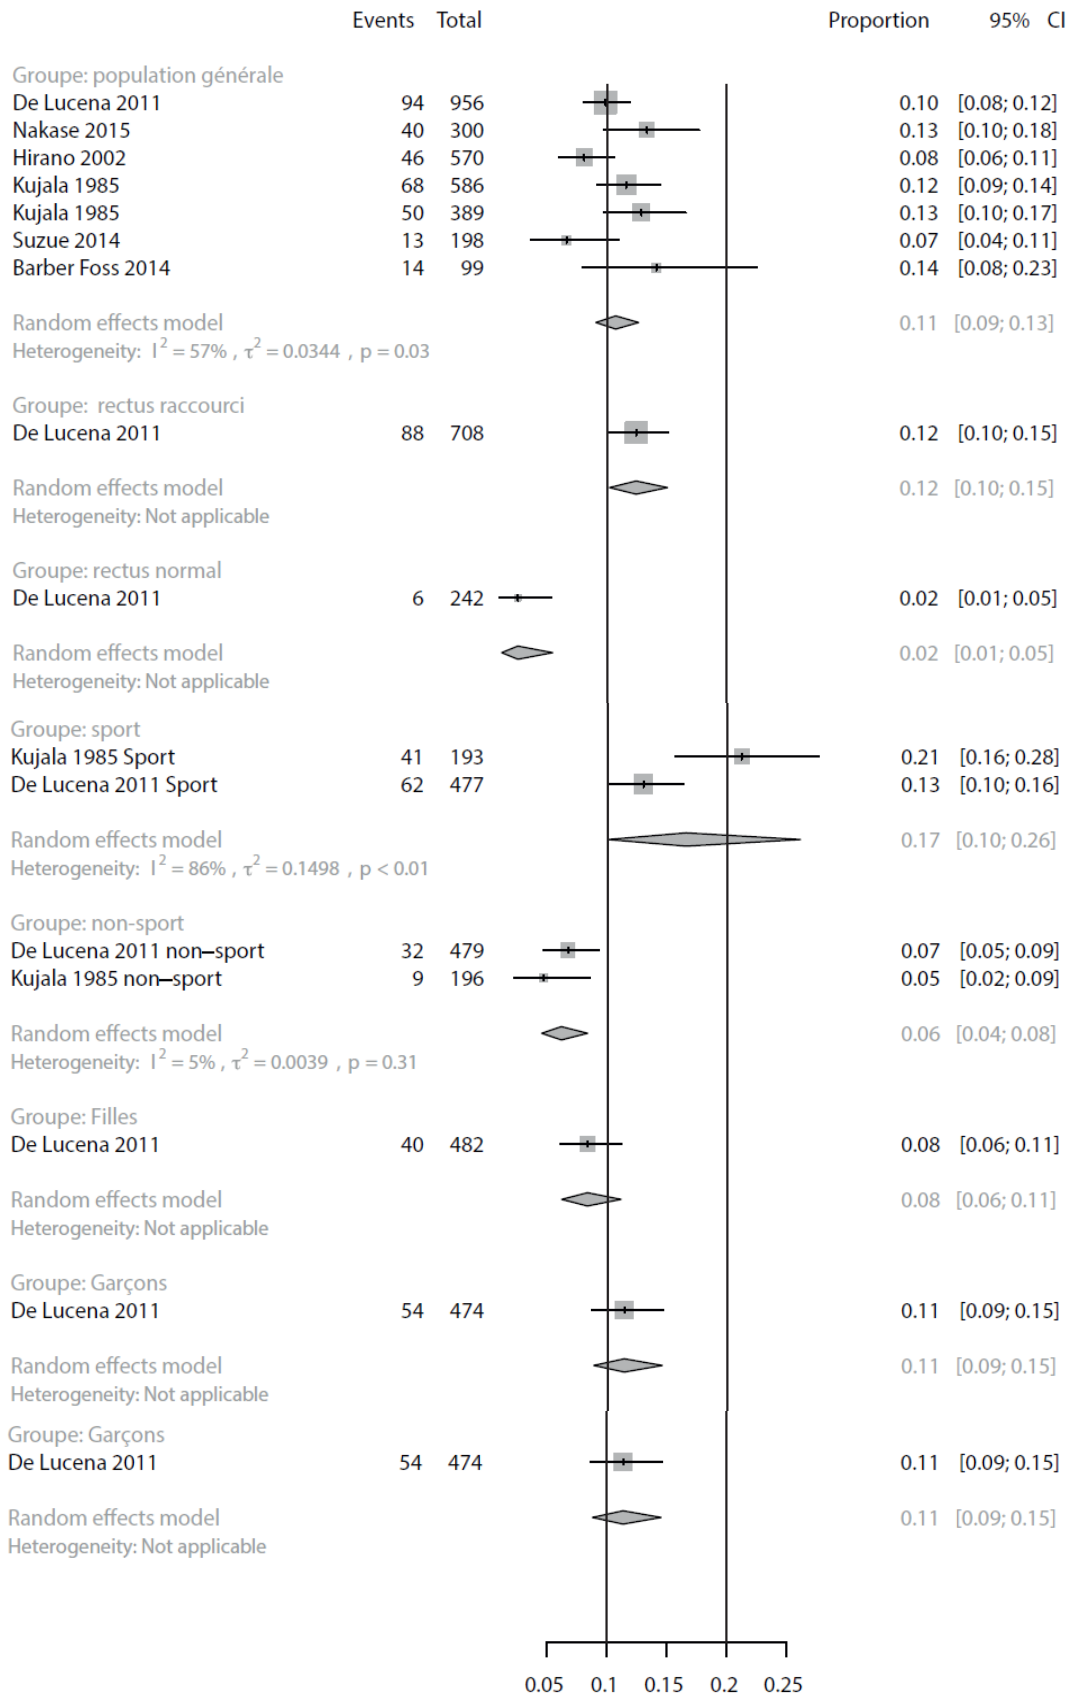 Events Total Proportion 95% CI
Groupe: population générale
De Lucena 2011 94 956 0.10 [0.08; 0.12]
Nakase 2015 40 300 0.13 [0.10; 0.18]
Hirano 2002 46 570 0.08 [0.06; 0.11]
Kujala 1985 68 586 0.12 [0.09; 0.14]
Kujala 1985 50 389 0.13 [0.10; 0.17]
Suzue 2014 13 198 0.07 [0.04; 0.11]
Barber Foss 2014 14 99 0.14 [0.08; 0.23]
Random effects model 0.11 [0.09; 0.13]
Heterogeneity: I² = 57% , τ² = 0.0344 , p = 0.03
Groupe: rectus raccourci
De Lucena 2011 88 708 0.12 [0.10; 0.15]
Random effects model 0.12 [0.10; 0.15]
Heterogeneity: Not applicable
Groupe: rectus normal
De Lucena 2011 6 242 0.02 [0.01; 0.05]
Random effects model 0.02 [0.01; 0.05]
Heterogeneity: Not applicable
Groupe: sport
Kujala 1985 Sport 41 193 0.21 [0.16; 0.28]
De Lucena 2011 Sport 62 477 0.13 [0.10; 0.16]
Random effects model 0.17 [0.10; 0.26]
Heterogeneity: I² = 86% , τ² = 0.1498 , p < 0.01
Groupe: non-sport
De Lucena 2011 non–sport 32 479 0.07 [0.05; 0.09]
Kujala 1985 non–sport 9 196 0.05 [0.02; 0.09]
Random effects model 0.06 [0.04; 0.08]
Heterogeneity: I² = 5% , τ² = 0.0039 , p = 0.31
Groupe: Filles
De Lucena 2011 40 482 0.08 [0.06; 0.11]
Random effects model 0.08 [0.06; 0.11]
Heterogeneity: Not applicable
Groupe: Garçons
De Lucena 2011 54 474 0.11 [0.09; 0.15]
Random effects model 0.11 [0.09; 0.15]
Heterogeneity: Not applicable
Groupe: Garçons
De Lucena 2011 54 474 0.11 [0.09; 0.15]
Random effects model 0.11 [0.09; 0.15]
Heterogeneity: Not applicable
0.05 0.1 0.15 0.2 0.25